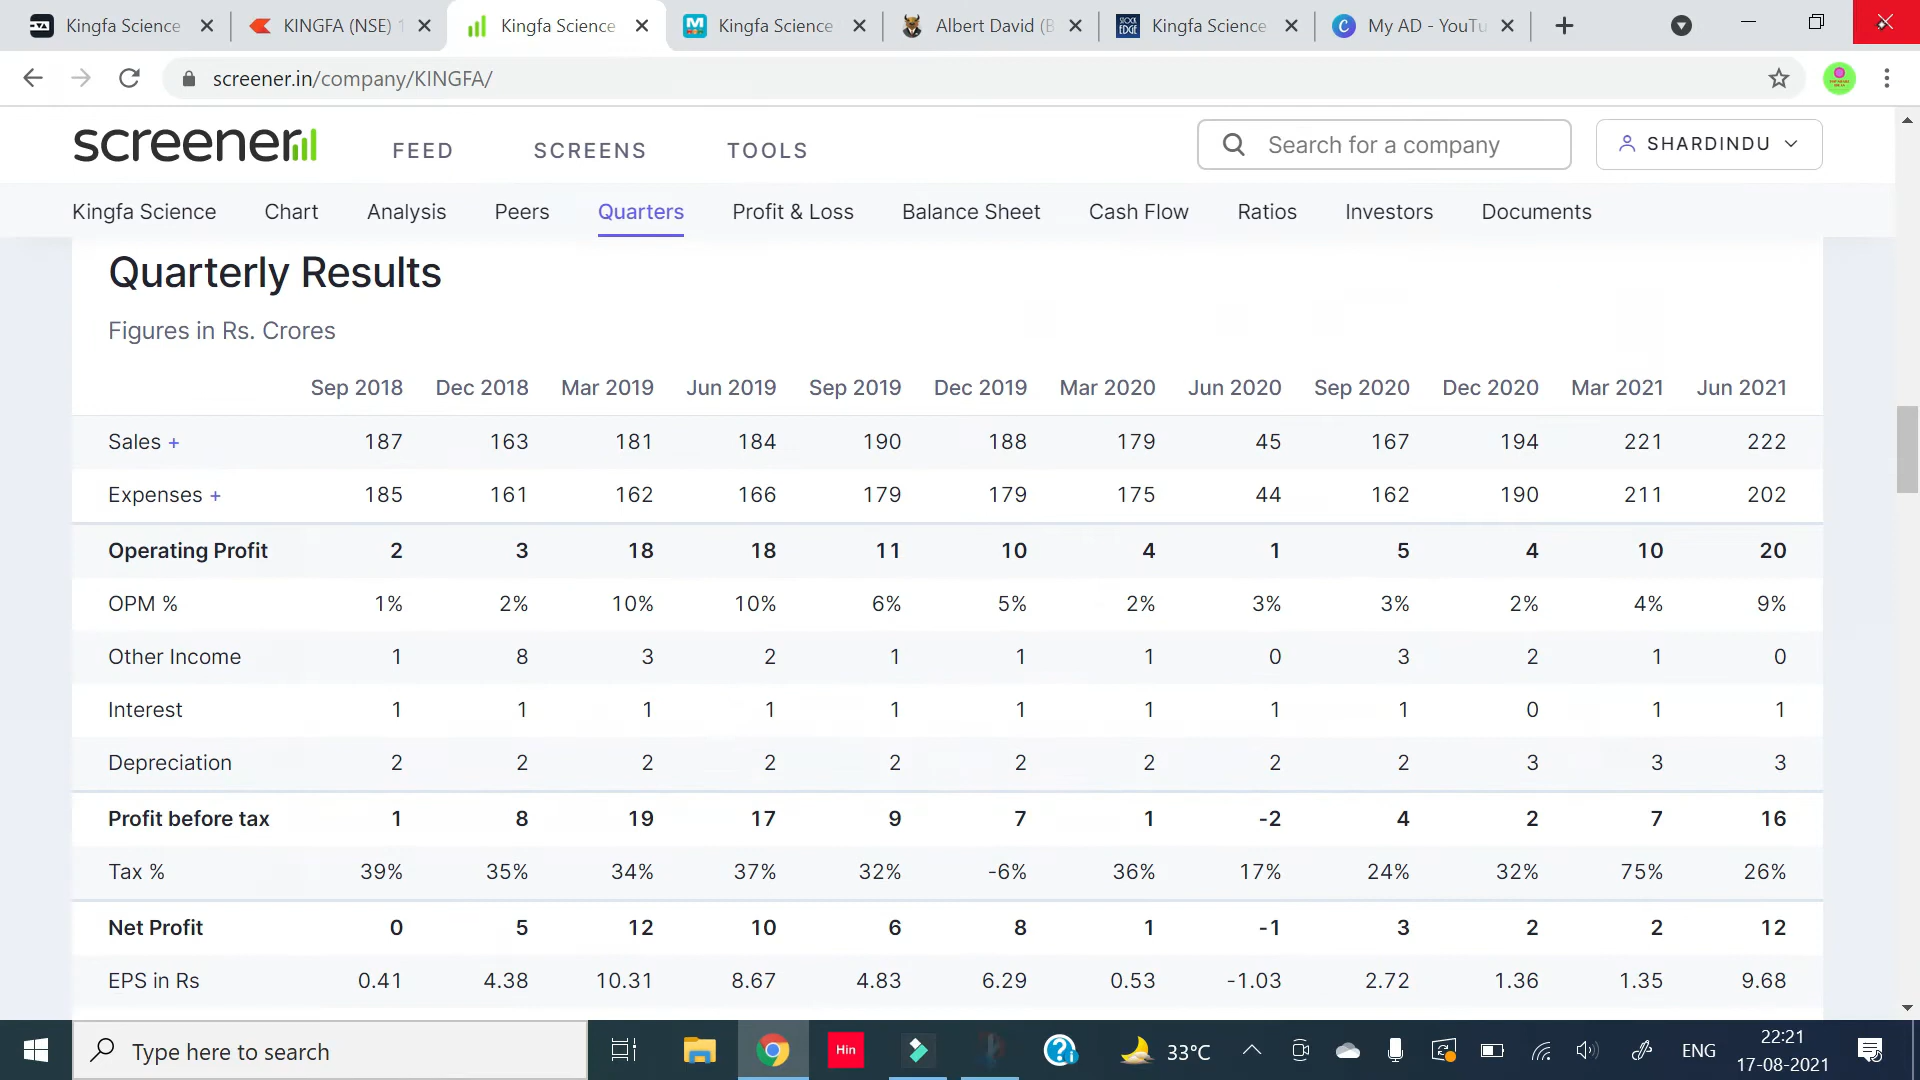 Kingfa Science
KINGFA (NSE)
Kingfa Science
Kingfa Science
Albert David (B
Kingfa Science
My AD - YouTu
screener.in/company/KINGFA/
screener
FEED
SCREENS
TOOLS
Search for a company
SHARDINDU
Kingfa Science Chart Analysis Peers Quarters Profit & Loss Balance Sheet Cash Flow Ratios Investors Documents
Quarterly Results
Figures in Rs. Crores
Sep 2018 Dec 2018 Mar 2019 Jun 2019 Sep 2019 Dec 2019 Mar 2020 Jun 2020 Sep 2020 Dec 2020 Mar 2021 Jun 2021
Sales + 187 163 181 184 190 188 179 45 167 194 221 222
Expenses + 185 161 162 166 179 179 175 44 162 190 211 202
Operating Profit 2 3 18 18 11 10 4 1 5 4 10 20
OPM % 1% 2% 10% 10% 6% 5% 2% 3% 3% 2% 4% 9%
Other Income 1 8 3 2 1 1 1 0 3 2 1 0
Interest 1 1 1 1 1 1 1 1 1 0 1 1
Depreciation 2 2 2 2 2 2 2 2 2 3 3 3
Profit before tax 1 8 19 17 9 7 1 -2 4 2 7 16
Tax % 39% 35% 34% 37% 32% -6% 36% 17% 24% 32% 75% 26%
Net Profit 0 5 12 10 6 8 1 -1 3 2 2 12
EPS in Rs 0.41 4.38 10.31 8.67 4.83 6.29 0.53 -1.03 2.72 1.36 1.35 9.68
Type here to search
Hin
33°C
ENG
22:21
17-08-2021